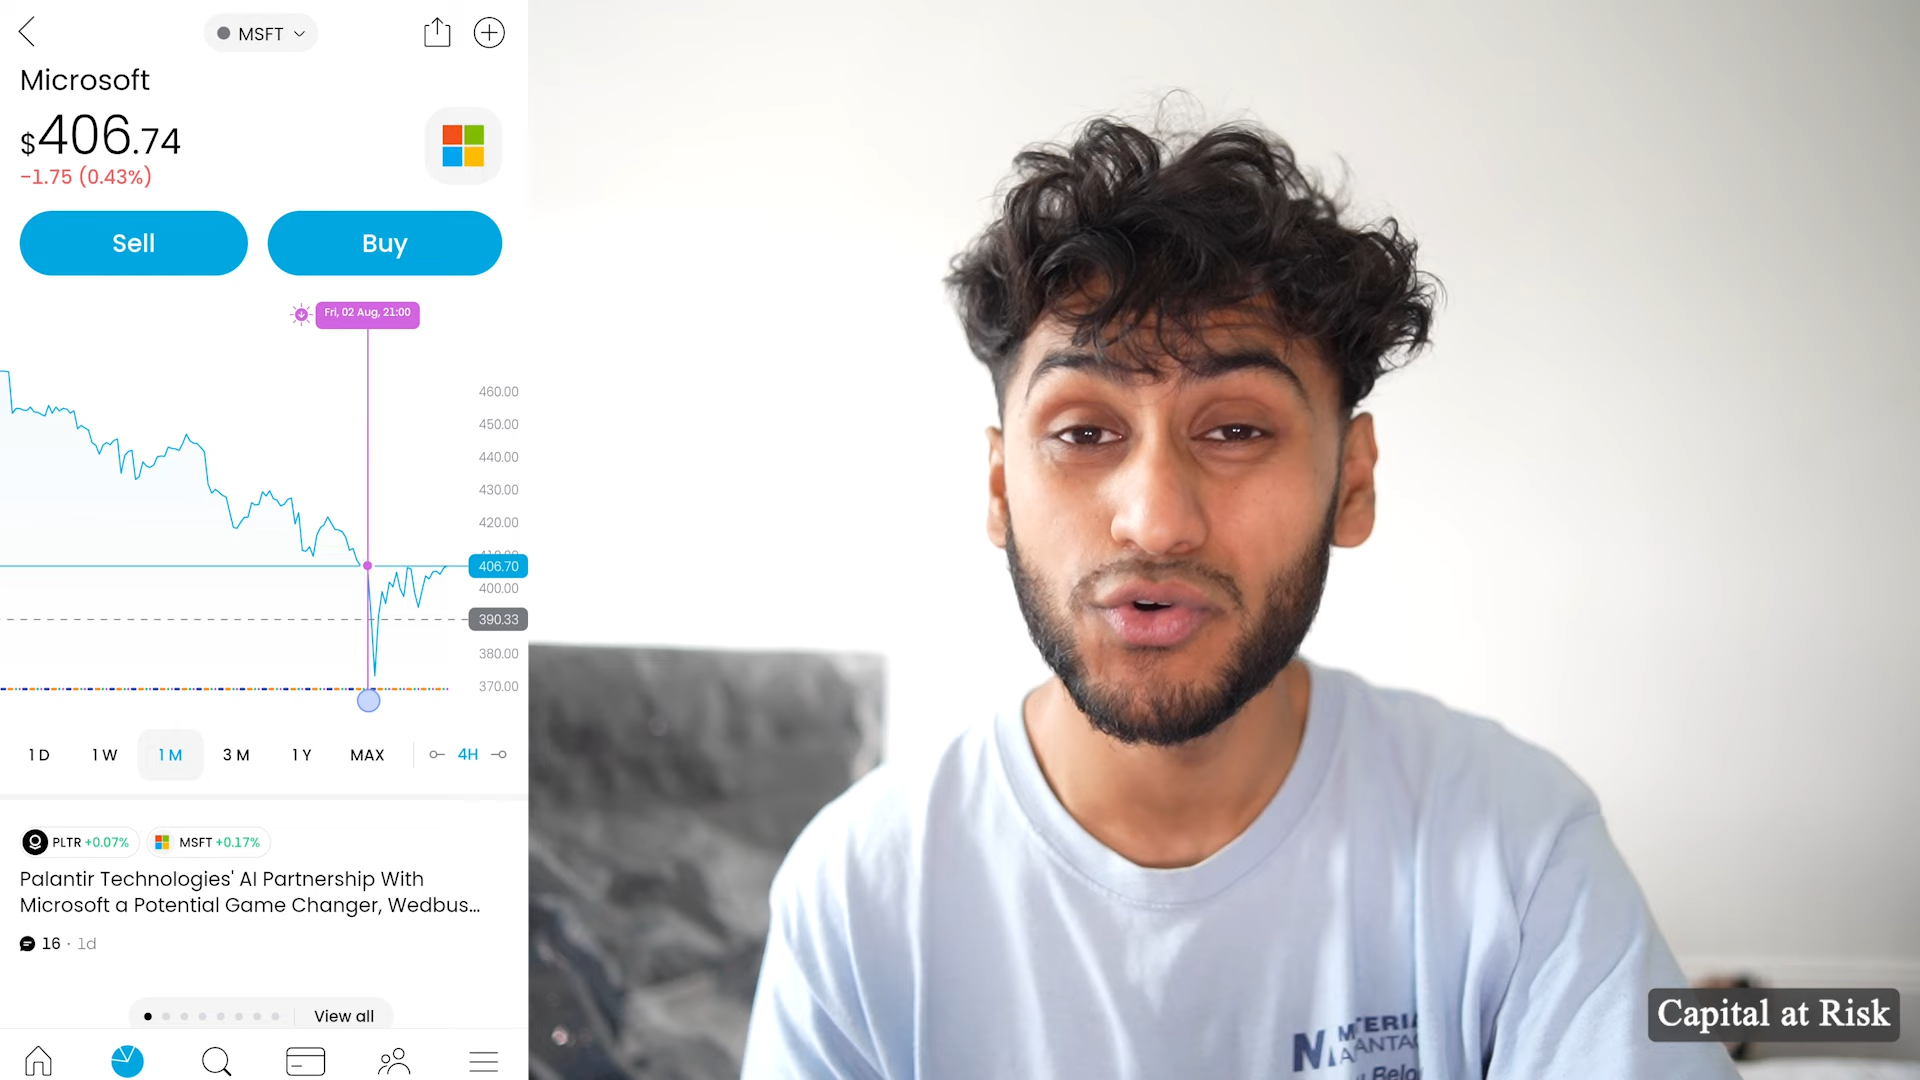 MSFT
Microsoft
$406.74
−1.75 (0.43%)
Sell
Buy
Fri, 02 Aug, 21:00
460.00
450.00
440.00
430.00
420.00
406.70
400.00
390.33
380.00
370.00
1D 1W 1M 3M 1Y MAX 4H
PLTR +0.07% MSFT +0.17%
Palantir Technologies' AI Partnership With
Microsoft a Potential Game Changer, Wedbus...
16 · 1d
View all
Capital at Risk